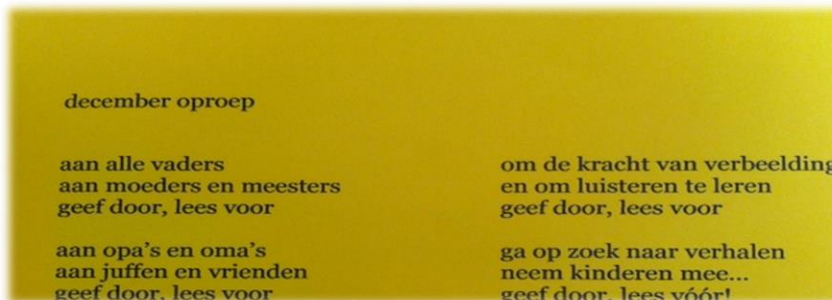 december oproep
aan alle vaders
aan moeders en meesters
geef door, lees voor
aan opa's en oma's
aan juffen en vrienden
geef door, lees voor
om de kracht van verbeelding
en om luisteren te leren
geef door, lees voor
ga op zoek naar verhalen
neem kinderen mee...
geef door, lees vóór!